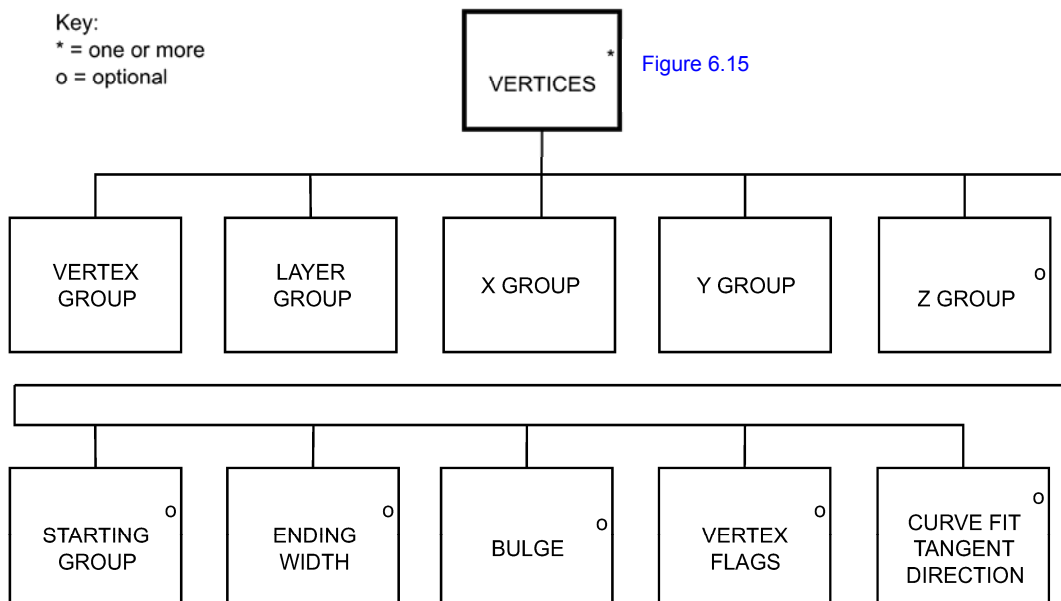 Key:
* = one or more
o = optional
*
VERTICES
Figure 6.15
VERTEX
GROUP
LAYER
GROUP
X GROUP
Y GROUP
o
Z GROUP
o
STARTING
GROUP
o
ENDING
WIDTH
o
BULGE
o
VERTEX
FLAGS
o
CURVE FIT
TANGENT
DIRECTION